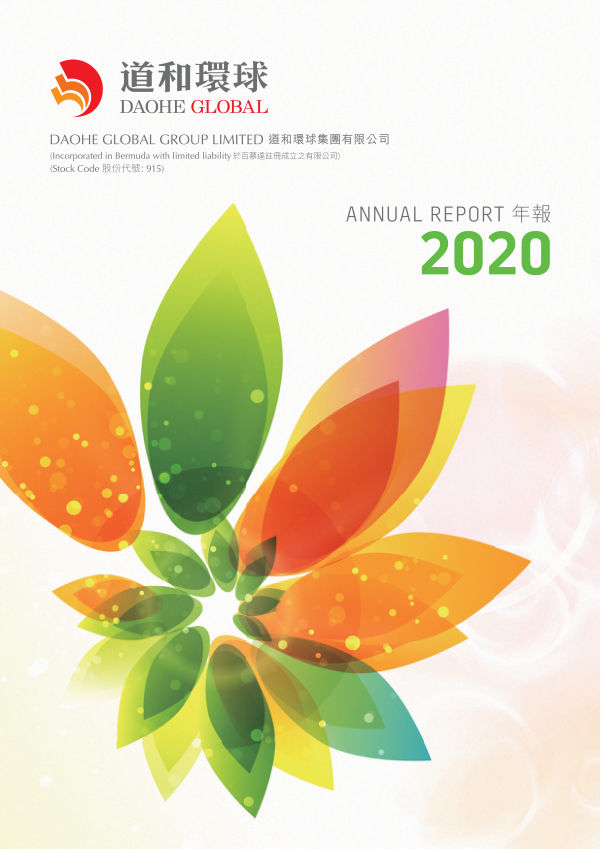 道和環球
DAOHE GLOBAL
DAOHE GLOBAL GROUP LIMITED 道和環球集團有限公司
(Incorporated in Bermuda with limited liability 於百慕達註冊成立之有限公司)
(Stock Code 股份代號: 915)
ANNUAL REPORT 年報
2020